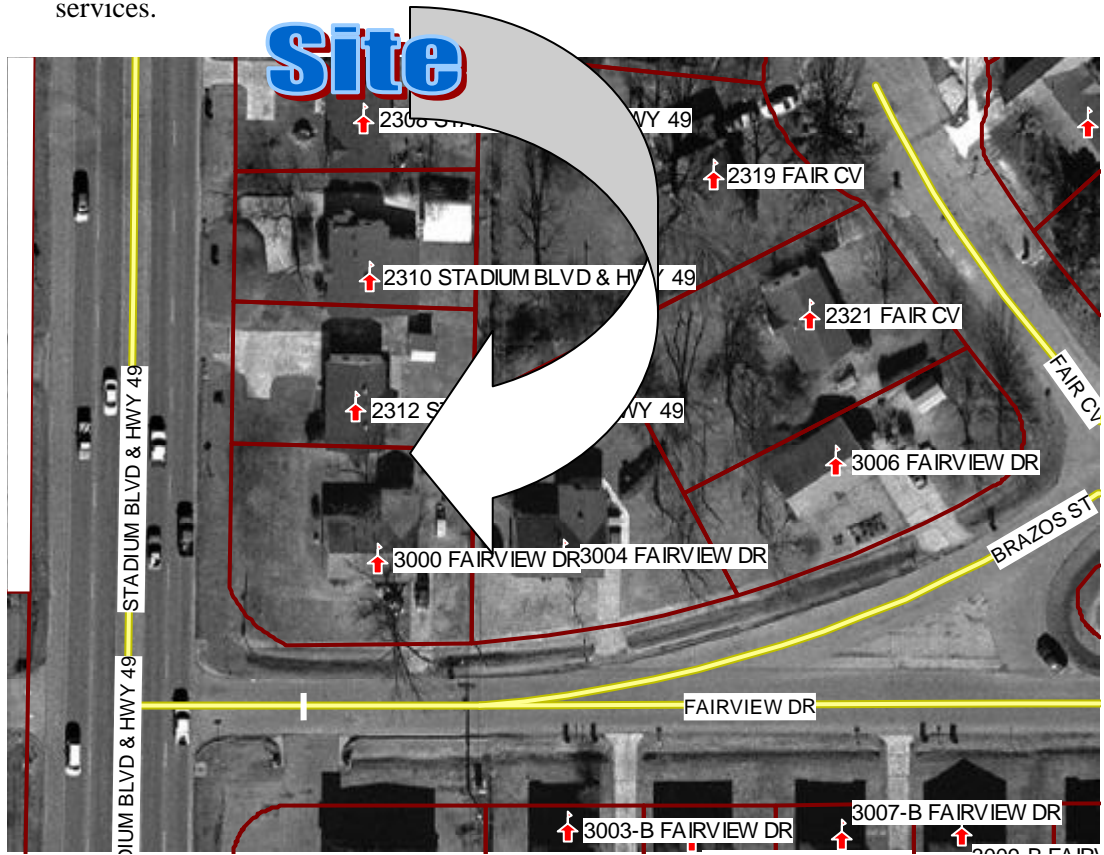 services.
Site
2308 STA WY 49
2319 FAIR CV
2310 STADIUM BLVD & HWY 49
2321 FAIR CV
FAIR CV
STADIUM BLVD & HWY 49
2312 ST WY 49
3006 FAIRVIEW DR
BRAZOS ST
3000 FAIRVIEW DR
3004 FAIRVIEW DR
DIUM BLVD & HWY 49
FAIRVIEW DR
3007-B FAIRVIEW DR
3003-B FAIRVIEW DR